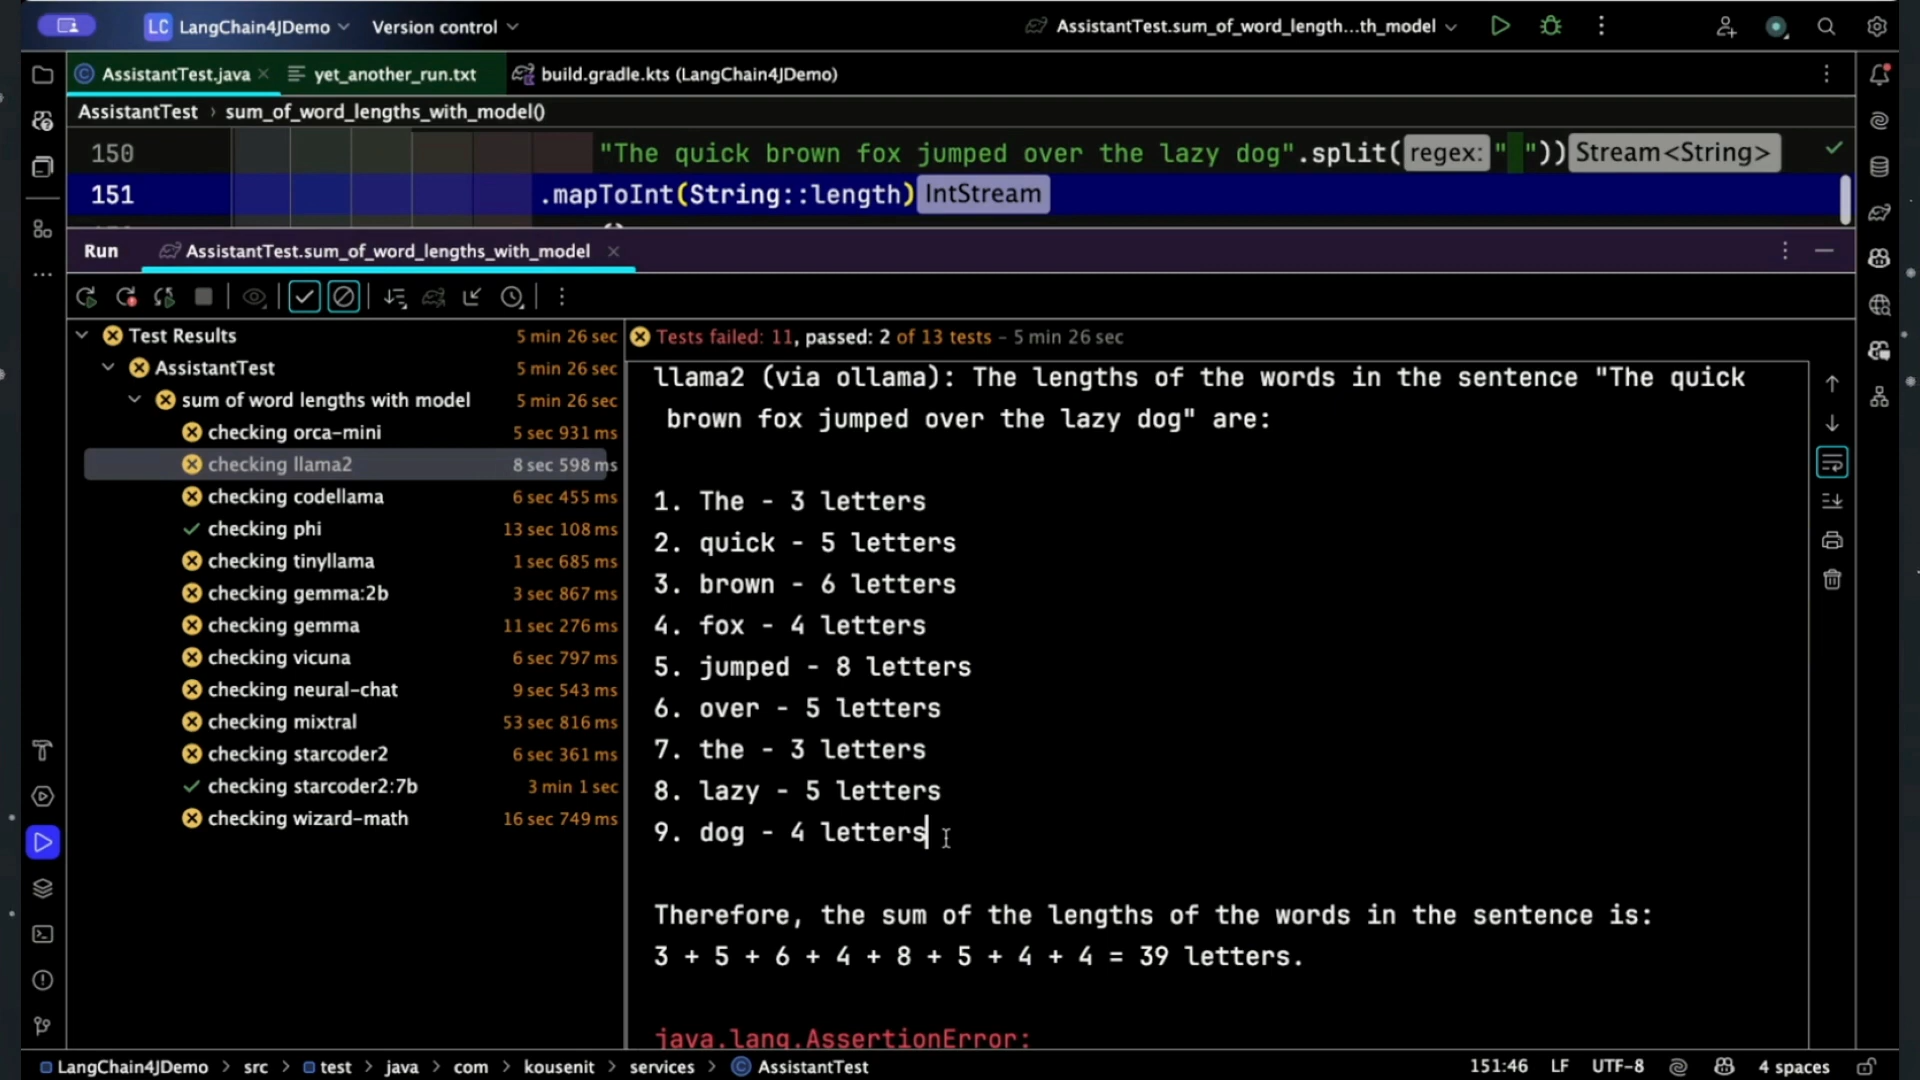 LC LangChain4JDemo Version control AssistantTest.sum_of_word_length...th_model
AssistantTest.java yet_another_run.txt build.gradle.kts (LangChain4JDemo)
AssistantTest › sum_of_word_lengths_with_model()
150 "The quick brown fox jumped over the lazy dog".split( regex: " ")) Stream<String>
151 .mapToInt(String::length) IntStream
Run AssistantTest.sum_of_word_lengths_with_model
Test Results 5 min 26 sec
AssistantTest 5 min 26 sec
sum of word lengths with model 5 min 26 sec
checking orca-mini 5 sec 931 ms
checking llama2 8 sec 598 ms
checking codellama 6 sec 455 ms
checking phi 13 sec 108 ms
checking tinyllama 1 sec 685 ms
checking gemma:2b 3 sec 867 ms
checking gemma 11 sec 276 ms
checking vicuna 6 sec 797 ms
checking neural-chat 9 sec 543 ms
checking mixtral 53 sec 816 ms
checking starcoder2 6 sec 361 ms
checking starcoder2:7b 3 min 1 sec
checking wizard-math 16 sec 749 ms
Tests failed: 11, passed: 2 of 13 tests – 5 min 26 sec
llama2 (via ollama): The lengths of the words in the sentence "The quick
brown fox jumped over the lazy dog" are:
1. The - 3 letters
2. quick - 5 letters
3. brown - 6 letters
4. fox - 4 letters
5. jumped - 8 letters
6. over - 5 letters
7. the - 3 letters
8. lazy - 5 letters
9. dog - 4 letters
Therefore, the sum of the lengths of the words in the sentence is:
3 + 5 + 6 + 4 + 8 + 5 + 4 + 4 = 39 letters.
java.lang.AssertionError:
LangChain4JDemo > src > test > java > com > kousenit > services > AssistantTest 151:46 LF UTF-8 4 spaces